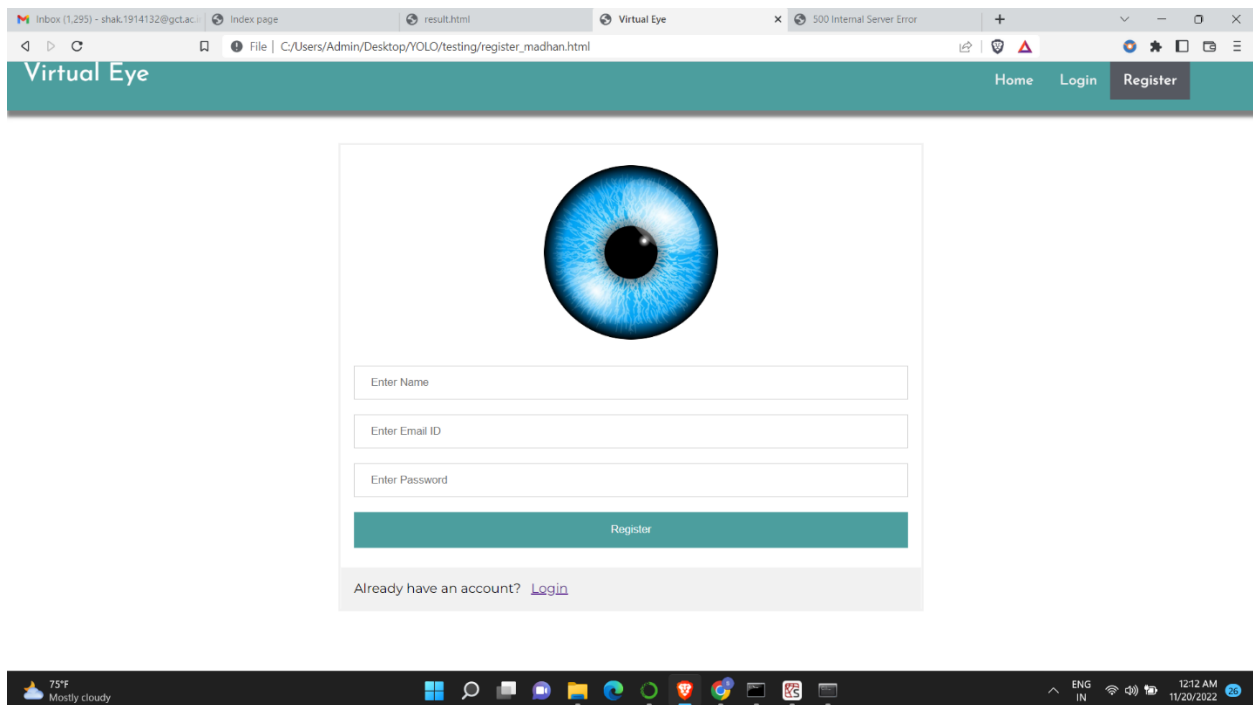 Inbox (1,295) - shak.1914132@gct.ac.i Index page result.html Virtual Eye 500 Internal Server Error
File | C:/Users/Admin/Desktop/YOLO/testing/register_madhan.html
Virtual Eye Home Login Register
Enter Name
Enter Email ID
Enter Password
Register
Already have an account? Login
75°F ENG 12:12 AM
Mostly cloudy IN 11/20/2022 26